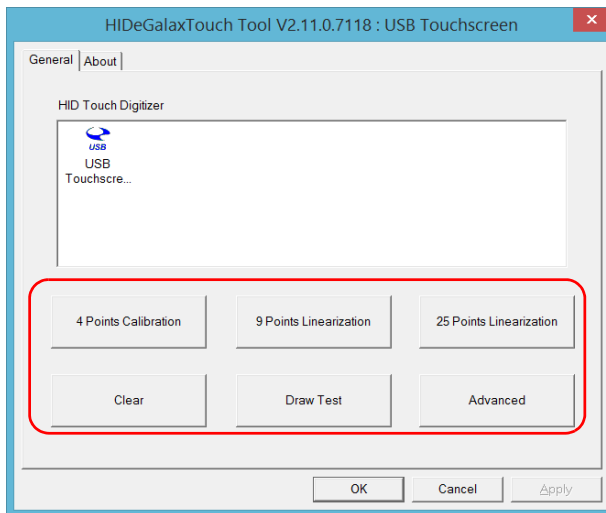 HIDeGalaxTouch Tool V2.11.0.7118 : USB Touchscreen
General About
HID Touch Digitizer
USB
USB
Touchscre...
4 Points Calibration 9 Points Linearization 25 Points Linearization
Clear Draw Test Advanced
OK Cancel Apply